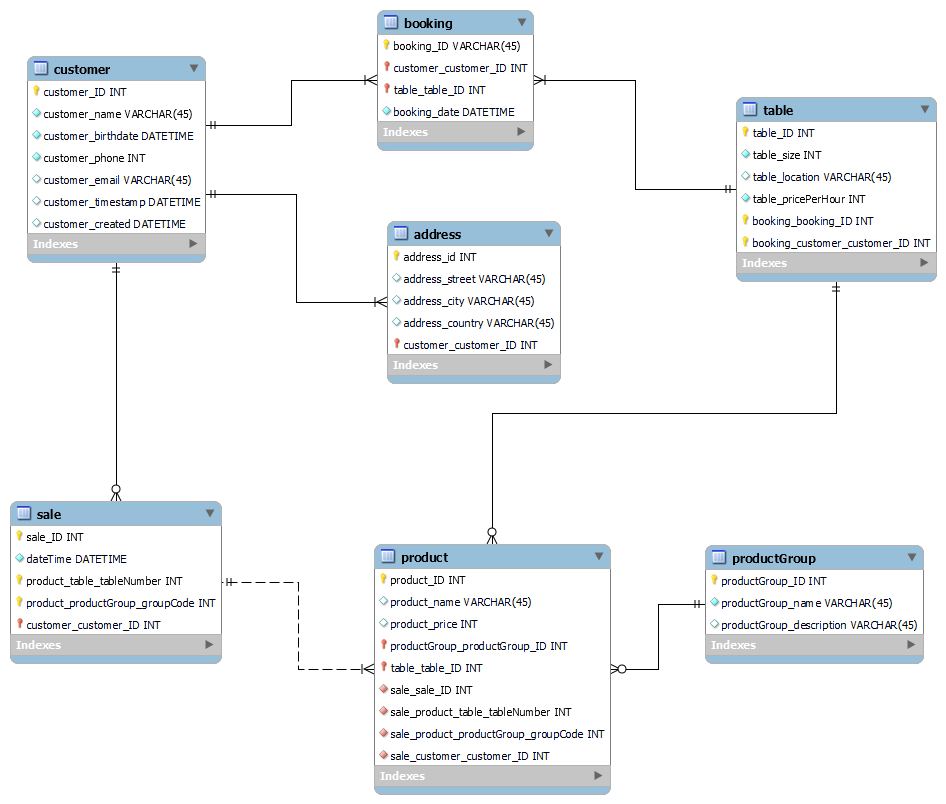 booking
booking_ID VARCHAR(45)
customer_customer_ID INT
table_table_ID INT
booking_date DATETIME
Indexes
customer
customer_ID INT
customer_name VARCHAR(45)
customer_birthdate DATETIME
customer_phone INT
customer_email VARCHAR(45)
customer_timestamp DATETIME
customer_created DATETIME
Indexes
table
table_ID INT
table_size INT
table_location VARCHAR(45)
table_pricePerHour INT
booking_booking_ID INT
booking_customer_customer_ID INT
Indexes
address
address_id INT
address_street VARCHAR(45)
address_city VARCHAR(45)
address_country VARCHAR(45)
customer_customer_ID INT
Indexes
sale
sale_ID INT
dateTime DATETIME
product_table_tableNumber INT
product_productGroup_groupCode INT
customer_customer_ID INT
Indexes
product
product_ID INT
product_name VARCHAR(45)
product_price INT
productGroup_productGroup_ID INT
table_table_ID INT
sale_sale_ID INT
sale_product_table_tableNumber INT
sale_product_productGroup_groupCode INT
sale_customer_customer_ID INT
Indexes
productGroup
productGroup_ID INT
productGroup_name VARCHAR(45)
productGroup_description VARCHAR(45)
Indexes